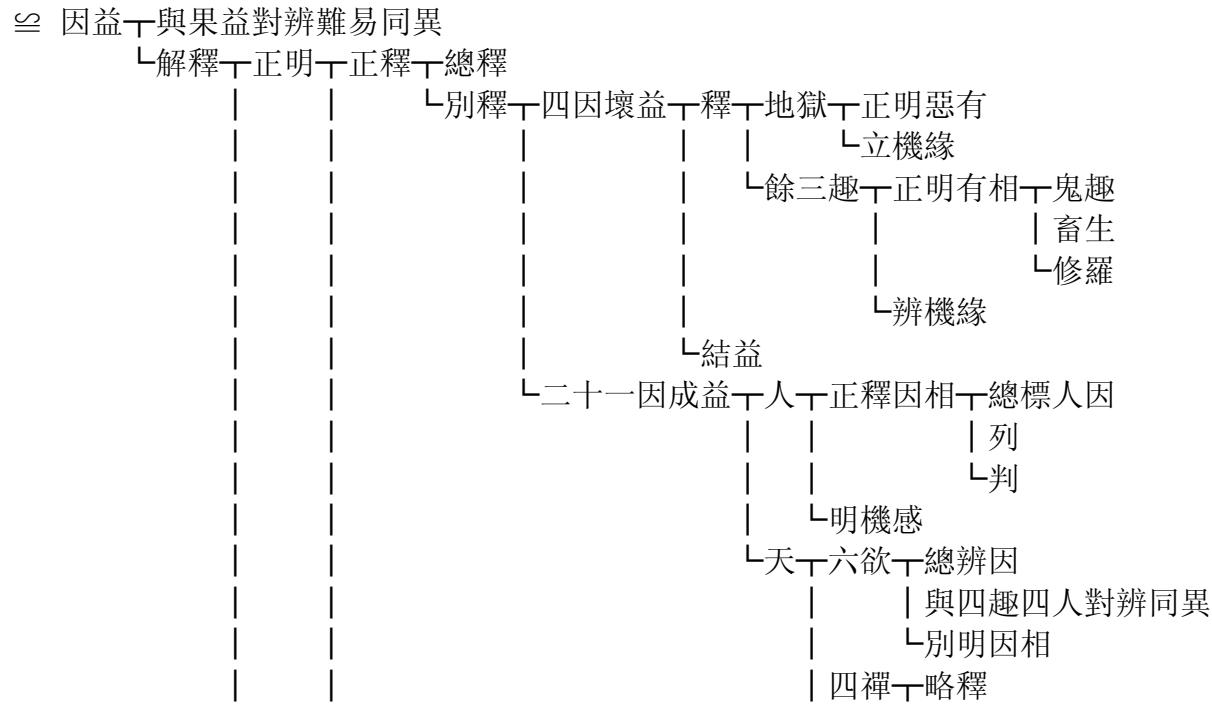 ≌ 因益┬與果益對辨難易同異
└解釋┬正明┬正釋┬總釋
│ │ └別釋┬四因壞益┬釋┬地獄┬正明惡有
│ │ │ │ │ └立機緣
│ │ │ │ └餘三趣┬正明有相┬鬼趣
│ │ │ │ │ │畜生
│ │ │ │ │ └修羅
│ │ │ │ └辨機緣
│ │ │ └結益
│ │ └二十一因成益┬人┬正釋因相┬總標人因
│ │ │ │ │列
│ │ │ │ └判
│ │ │ └明機感
│ │ └天┬六欲┬總辨因
│ │ │ │與四趣四人對辨同異
│ │ │ └別明因相
│ │ │四禪┬略釋